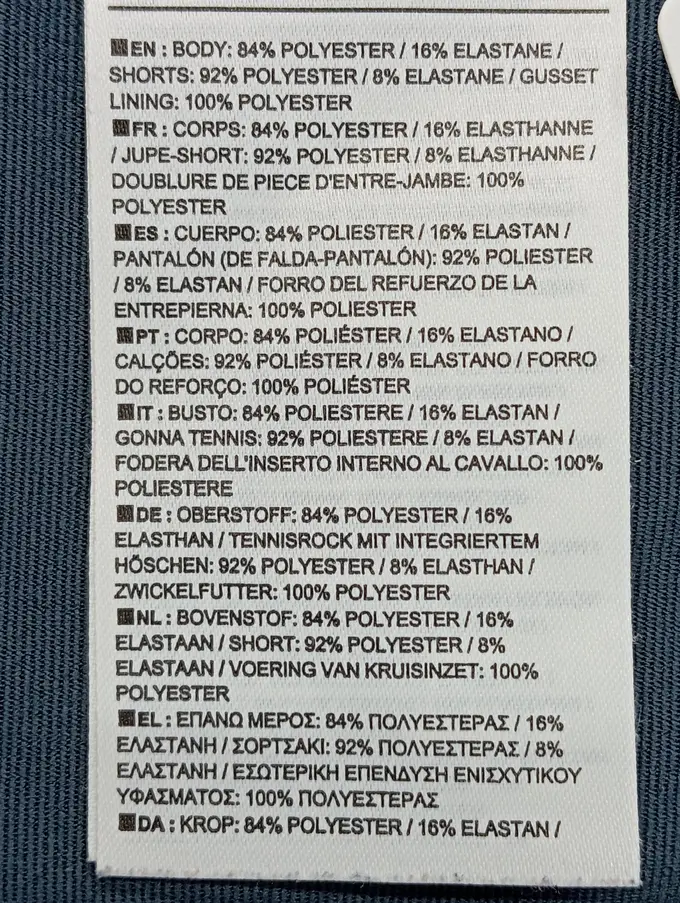 EN : BODY: 84% POLYESTER / 16% ELASTANE /
SHORTS: 92% POLYESTER / 8% ELASTANE / GUSSET
LINING: 100% POLYESTER
FR : CORPS: 84% POLYESTER / 16% ELASTHANNE
/ JUPE-SHORT: 92% POLYESTER / 8% ELASTHANNE /
DOUBLURE DE PIECE D'ENTRE-JAMBE: 100%
POLYESTER
ES : CUERPO: 84% POLIESTER / 16% ELASTAN /
PANTALÓN (DE FALDA-PANTALÓN): 92% POLIESTER
/ 8% ELASTAN / FORRO DEL REFUERZO DE LA
ENTREPIERNA: 100% POLIESTER
PT : CORPO: 84% POLIÉSTER / 16% ELASTANO /
CALÇÕES: 92% POLIÉSTER / 8% ELASTANO / FORRO
DO REFORÇO: 100% POLIÉSTER
IT : BUSTO: 84% POLIESTERE / 16% ELASTAN /
GONNA TENNIS: 92% POLIESTERE / 8% ELASTAN /
FODERA DELL'INSERTO INTERNO AL CAVALLO: 100%
POLIESTERE
DE : OBERSTOFF: 84% POLYESTER / 16%
ELASTHAN / TENNISROCK MIT INTEGRIERTEM
HÖSCHEN: 92% POLYESTER / 8% ELASTHAN /
ZWICKELFUTTER: 100% POLYESTER
NL : BOVENSTOF: 84% POLYESTER / 16%
ELASTAAN / SHORT: 92% POLYESTER / 8%
ELASTAAN / VOERING VAN KRUISINZET: 100%
POLYESTER
EL : ΕΠΑΝΩ ΜΕΡΟΣ: 84% ΠΟΛΥΕΣΤΕΡΑΣ / 16%
ΕΛΑΣΤΑΝΗ / ΣΟΡΤΣΑΚΙ: 92% ΠΟΛΥΕΣΤΕΡΑΣ / 8%
ΕΛΑΣΤΑΝΗ / ΕΣΩΤΕΡΙΚΗ ΕΠΕΝΔΥΣΗ ΕΝΙΣΧΥΤΙΚΟΥ
ΥΦΑΣΜΑΤΟΣ: 100% ΠΟΛΥΕΣΤΕΡΑΣ
DA : KROP: 84% POLYESTER / 16% ELASTAN /